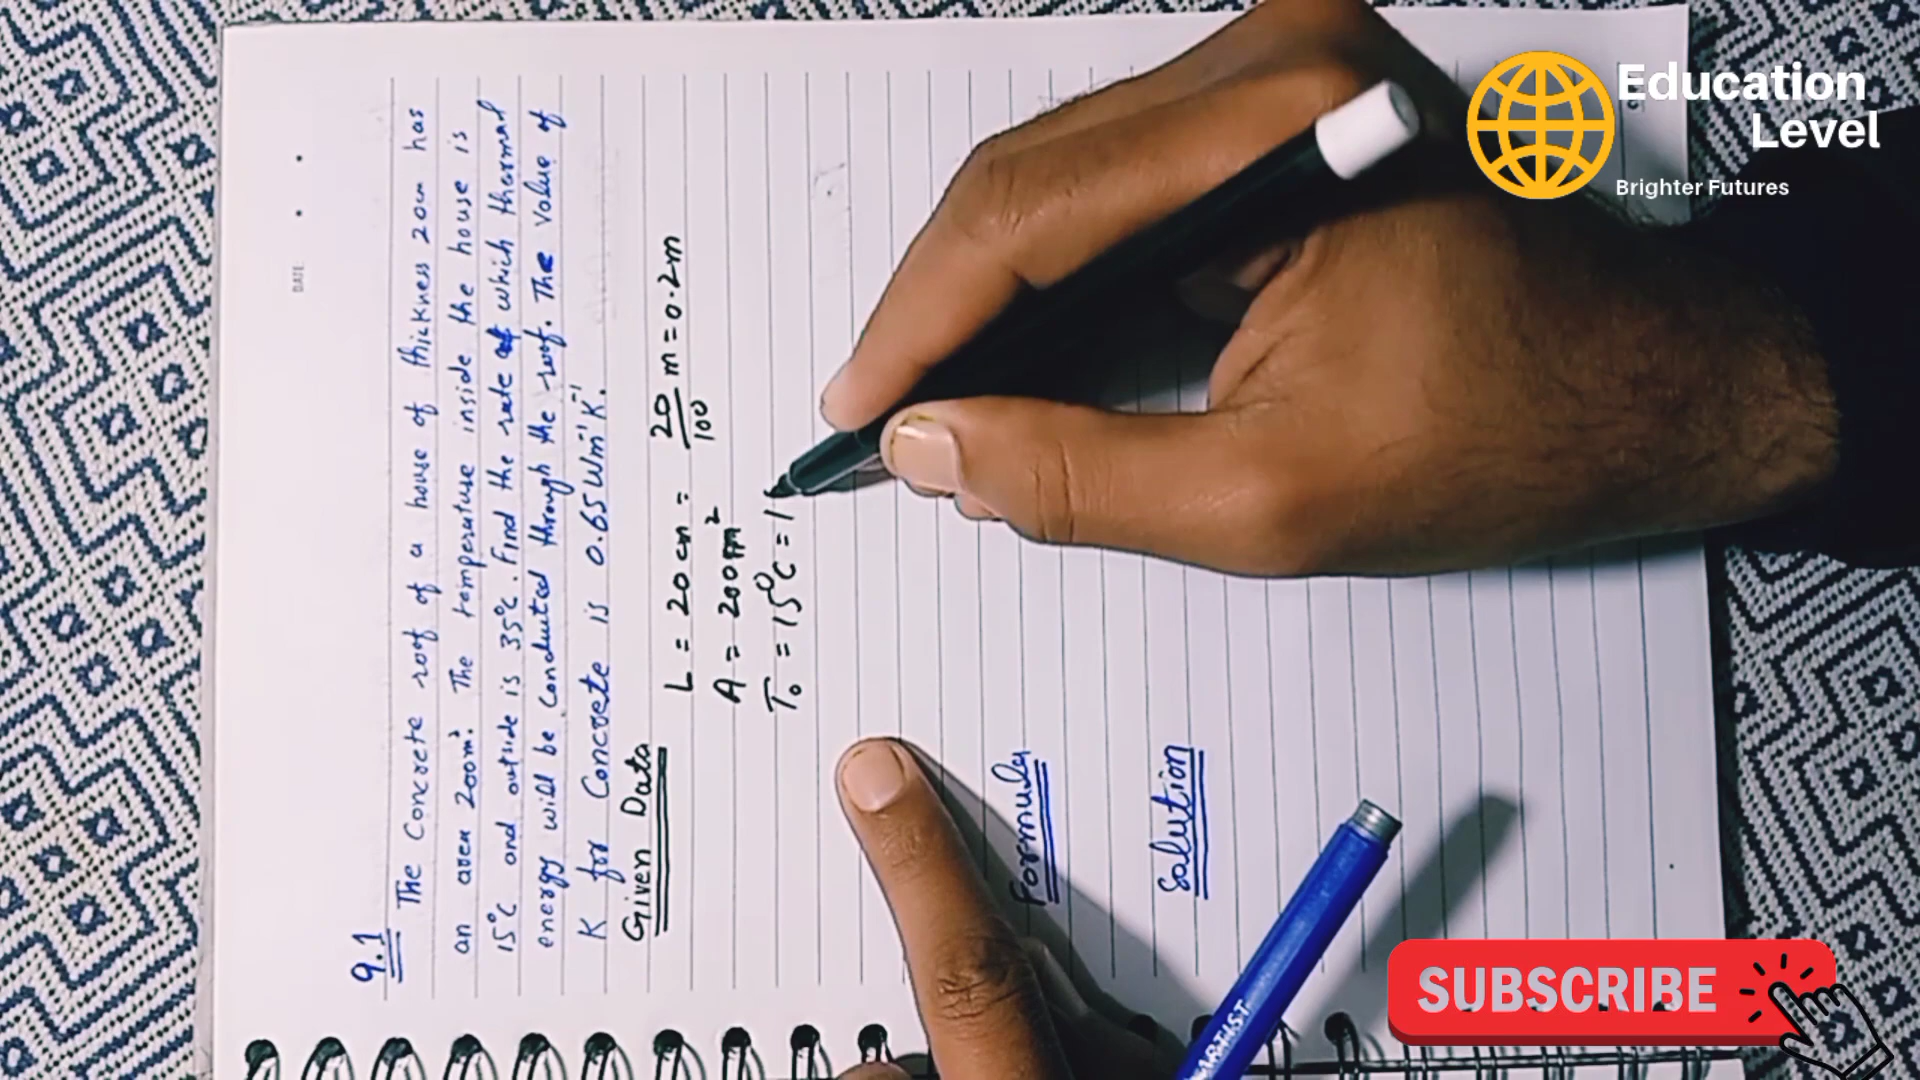 DATE
9.1
The Concrete roof of a house of thickness 20cm has
an area 200m². The temperature inside the house is
15°C and outside is 35°C. Find the rate at which thermal
energy will be conducted through the roof. The value of
K for Concrete is 0.65Wm⁻¹K⁻¹.
Given Data
L = 20cm = 20/100 m = 0.2m
A = 200m²
T₀ = 15°C = 1
Formula
Solution
ARTIST
Education
Level
Brighter Futures
SUBSCRIBE